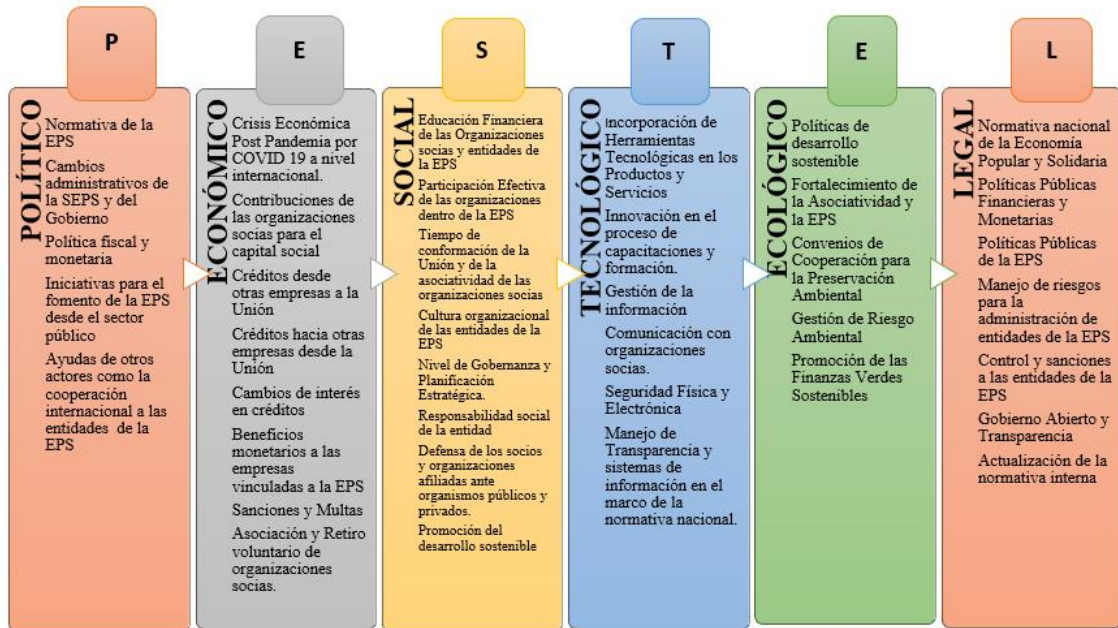 P
POLÍTICO
Normativa de la
EPS
Cambios
administrativos de
la SEPS y del
Gobierno
Política fiscal y
monetaria
Iniciativas para el
fomento de la EPS
desde el sector
público
Ayudas de otros
actores como la
cooperación
internacional a las
entidades de la
EPS
E
ECONÓMICO
Crisis Económica
Post Pandemia por
COVID 19 a nivel
internacional.
Contribuciones de
las organizaciones
socias para el
capital social
Créditos desde
otras empresas a la
Unión
Créditos hacia otras
empresas desde la
Unión
Cambios de interés
en créditos
Beneficios
monetarios a las
empresas
vinculadas a la EPS
Sanciones y Multas
Asociación y Retiro
voluntario de
organizaciones
socias.
S
SOCIAL
Educación Financiera
de las Organizaciones
socias y entidades de
la EPS
Participación Efectiva
de las organizaciones
dentro de la EPS
Tiempo de
conformación de la
Unión y de la
asociatividad de las
organizaciones socias
Cultura organizacional
de las entidades de la
EPS
Nivel de Gobernanza y
Planificación
Estratégica.
Responsabilidad social
de la entidad
Defensa de los socios
y organizaciones
afiliadas ante
organismos públicos y
privados.
Promoción del
desarrollo sostenible
T
TECNOLÓGICO
Incorporación de
Herramientas
Tecnológicas en los
Productos y
Servicios
Innovación en el
proceso de
capacitaciones y
formación.
Gestión de la
información
Comunicación con
organizaciones
socias.
Seguridad Física y
Electrónica
Manejo de
Transparencia y
sistemas de
información en el
marco de la
normativa nacional.
E
ECOLÓGICO
Políticas de
desarrollo
sostenible
Fortalecimiento de
la Asociatividad y
la EPS
Convenios de
Cooperación para
la Preservación
Ambiental
Gestión de Riesgo
Ambiental
Promoción de las
Finanzas Verdes
Sostenibles
L
LEGAL
Normativa nacional
de la Economía
Popular y Solidaria
Políticas Públicas
Financieras y
Monetarias
Políticas Públicas
de la EPS
Manejo de riesgos
para la
administración de
entidades de la EPS
Control y sanciones
a las entidades de la
EPS
Gobierno Abierto y
Transparencia
Actualización de la
normativa interna